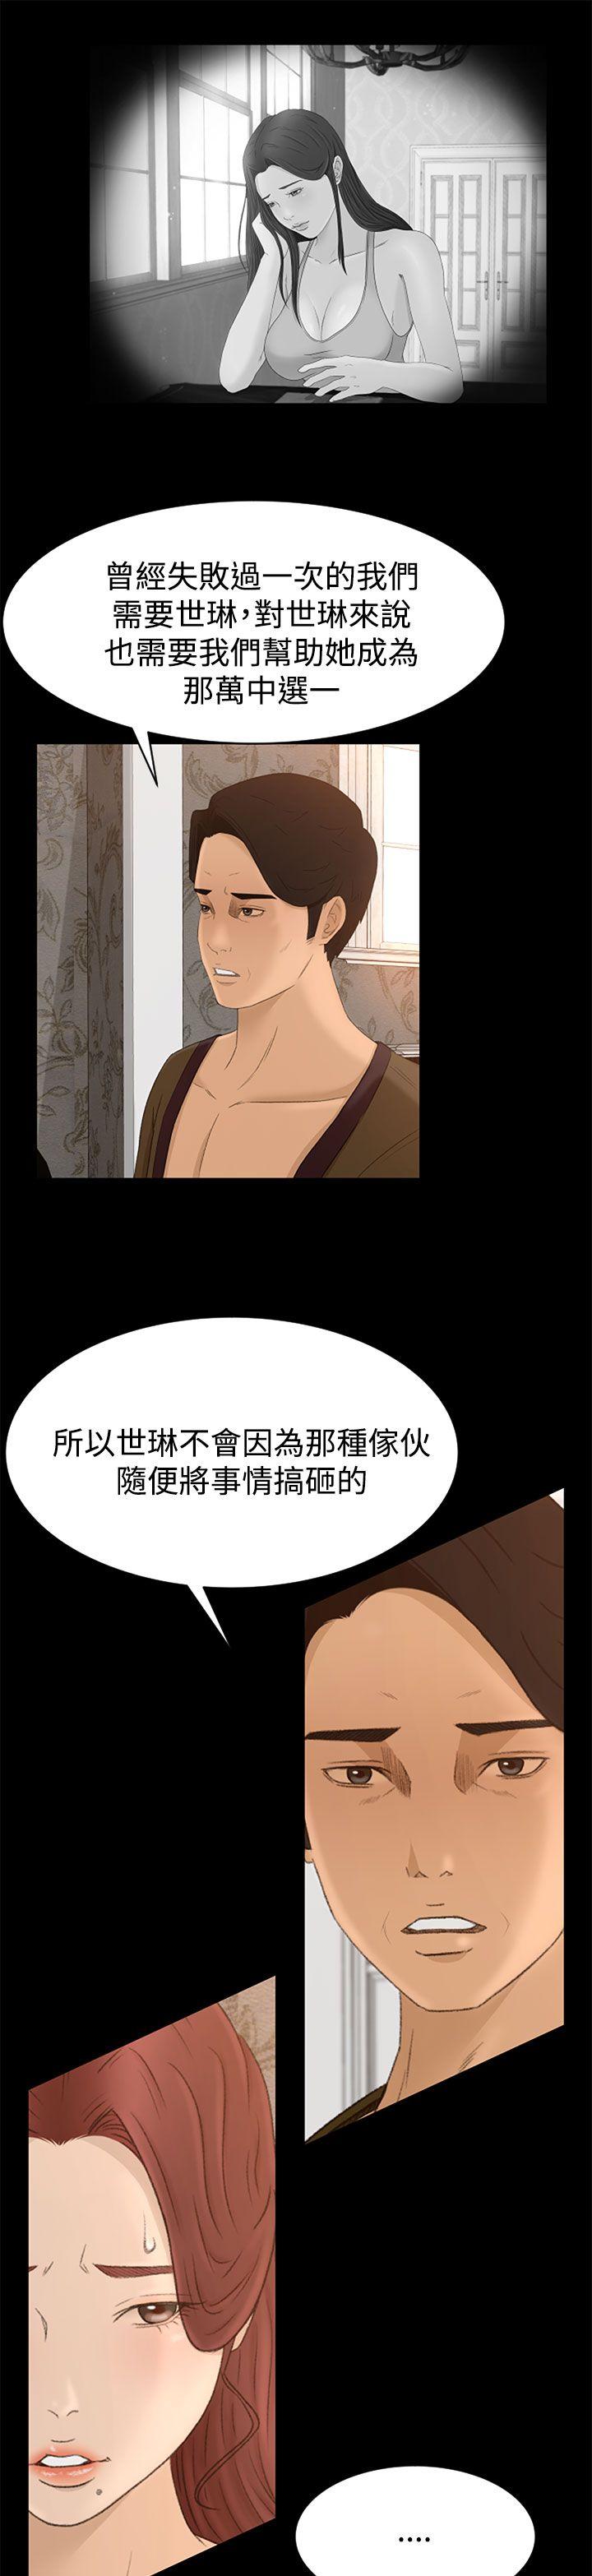 曾經失敗過一次的我們
需要世琳，對世琳來說
也需要我們幫助她成為
那萬中選一
所以世琳不會因為那種傢伙
隨便將事情搞砸的
....